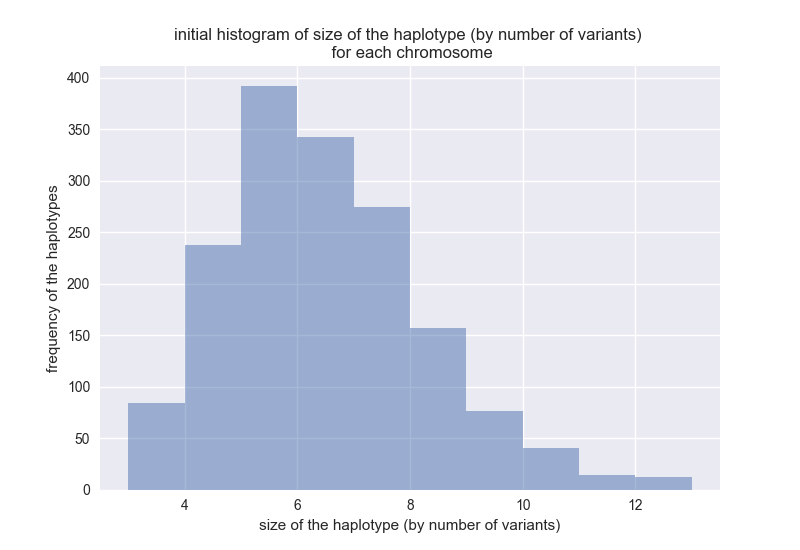 initial histogram of size of the haplotype (by number of variants)
for each chromosome
400
350
300
250
200
150
100
50
0
frequency of the haplotypes
4 6 8 10 12
size of the haplotype (by number of variants)